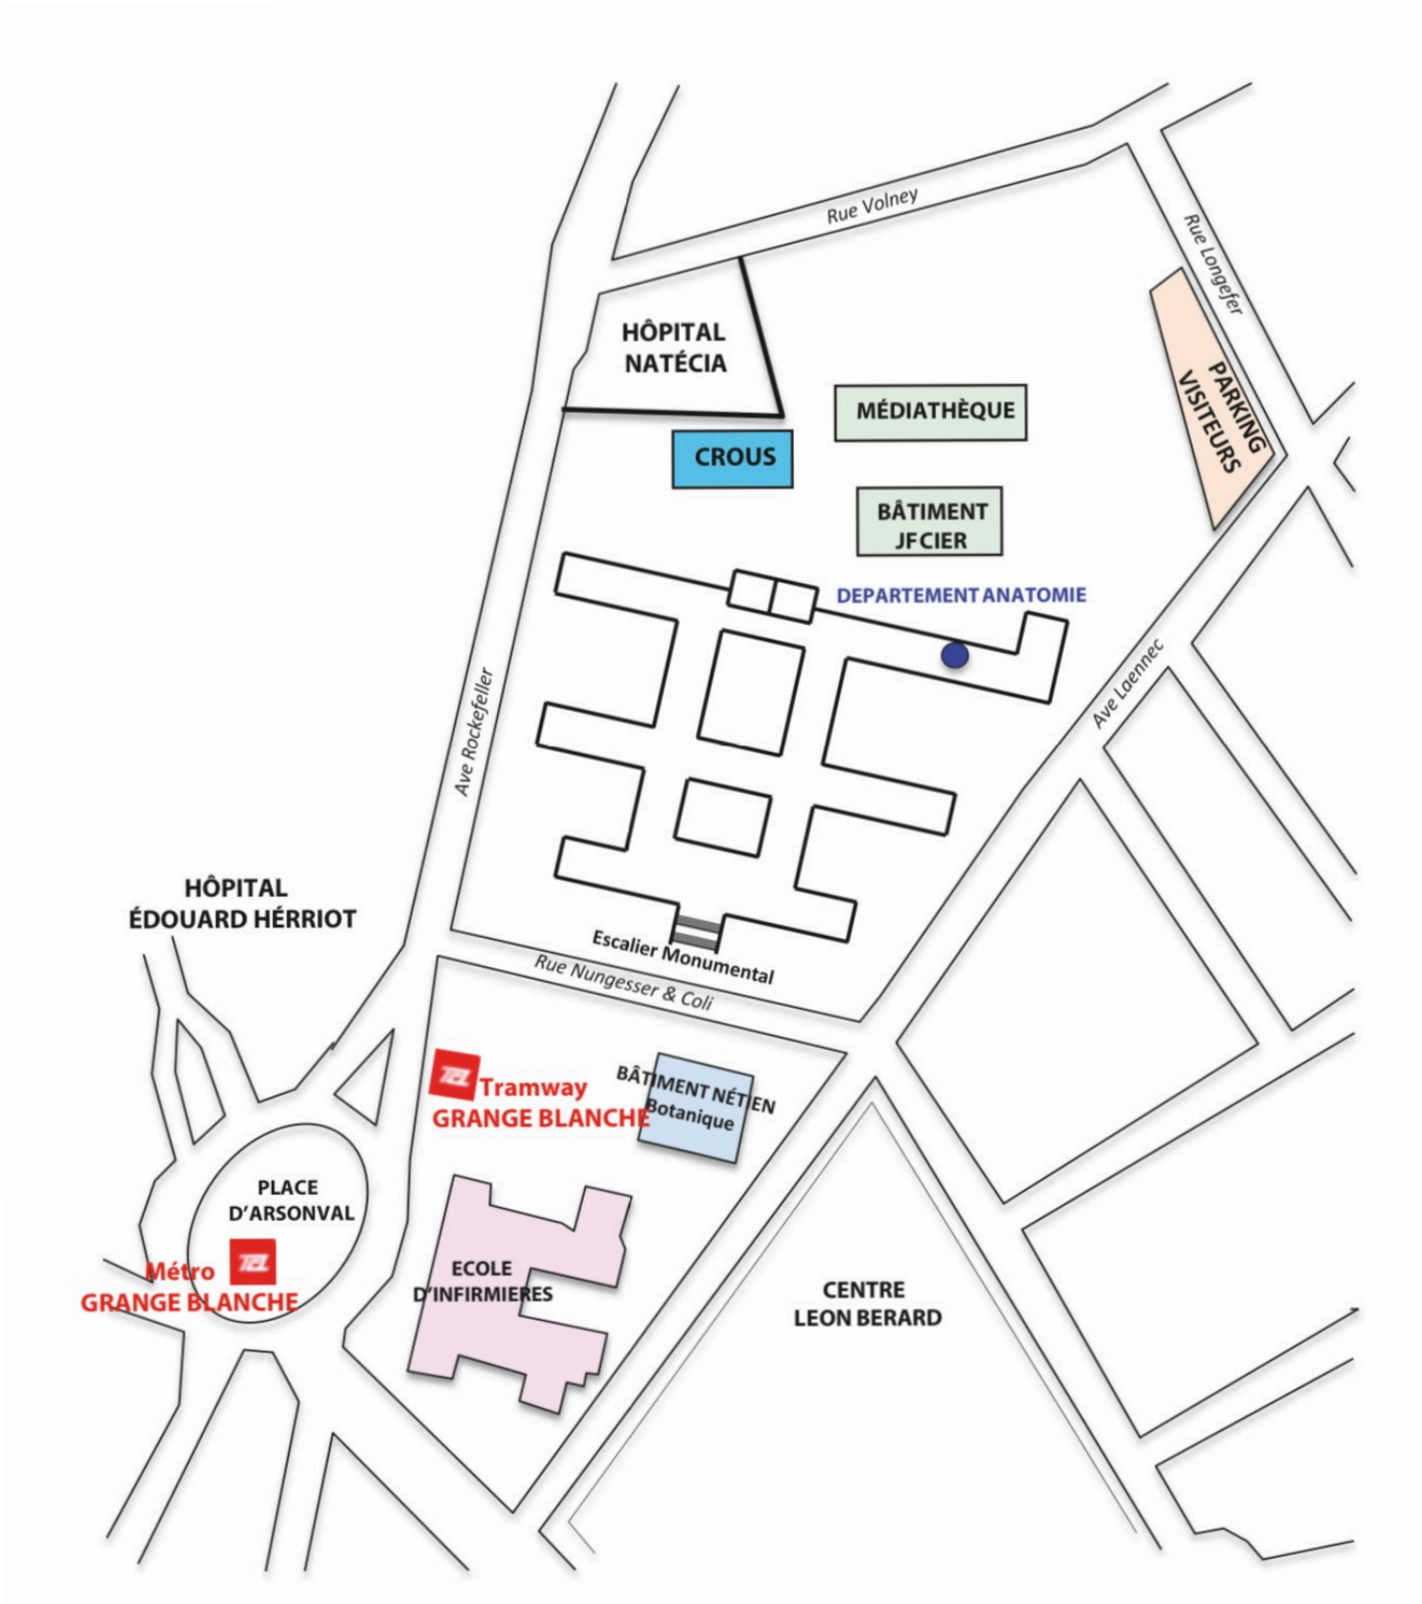 Rue Volney
Rue Longefer
HÔPITAL
NATÉCIA
PARKING
VISITEURS
MÉDIATHÈQUE
CROUS
BÂTIMENT
JF CIER
DEPARTEMENT ANATOMIE
Ave Laennec
Ave Rockefeller
HÔPITAL
ÉDOUARD HÉRRIOT
Escalier Monumental
Rue Nungesser & Coli
TCL
Tramway
GRANGE BLANCHE
BÂTIMENT NÉTIEN
Botanique
PLACE
D'ARSONVAL
TCL
Métro
GRANGE BLANCHE
ECOLE
D'INFIRMIERES
CENTRE
LEON BERARD